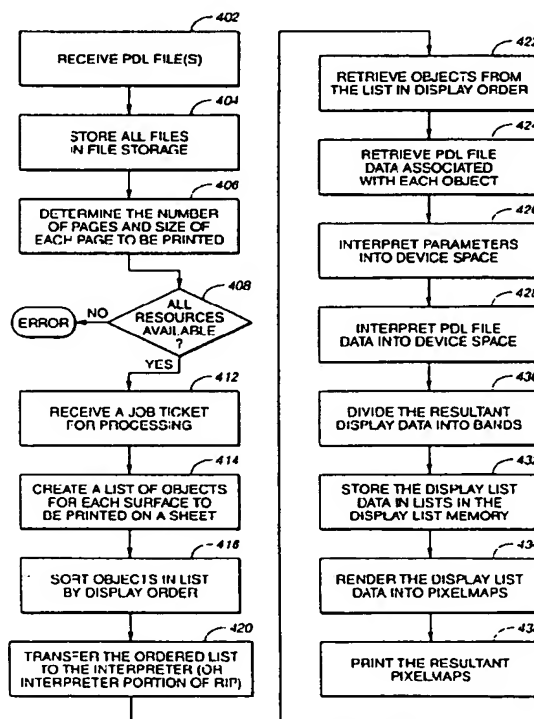 402
RECEIVE PDL FILE(S)
404
STORE ALL FILES
IN FILE STORAGE
406
DETERMINE THE NUMBER
OF PAGES AND SIZE OF
EACH PAGE TO BE PRINTED
408
ALL
RESOURCES
AVAILABLE
?
NO
ERROR
YES
412
RECEIVE A JOB TICKET
FOR PROCESSING
414
CREATE A LIST OF OBJECTS
FOR EACH SURFACE TO
BE PRINTED ON A SHEET
416
SORT OBJECTS IN LIST
BY DISPLAY ORDER
420
TRANSFER THE ORDERED LIST
TO THE INTERPRETER (OR
INTERPRETER PORTION OF RIP)
422
RETRIEVE OBJECTS FROM
THE LIST IN DISPLAY ORDER
424
RETRIEVE PDL FILE
DATA ASSOCIATED
WITH EACH OBJECT
426
INTERPRET PARAMETERS
INTO DEVICE SPACE
428
INTERPRET PDL FILE
DATA INTO DEVICE SPACE
430
DIVIDE THE RESULTANT
DISPLAY DATA INTO BANDS
432
STORE THE DISPLAY LIST
DATA IN LISTS IN THE
DISPLAY LIST MEMORY
434
RENDER THE DISPLAY LIST
DATA INTO PIXELMAPS
PRINT THE RESULTANT
PIXELMAPS